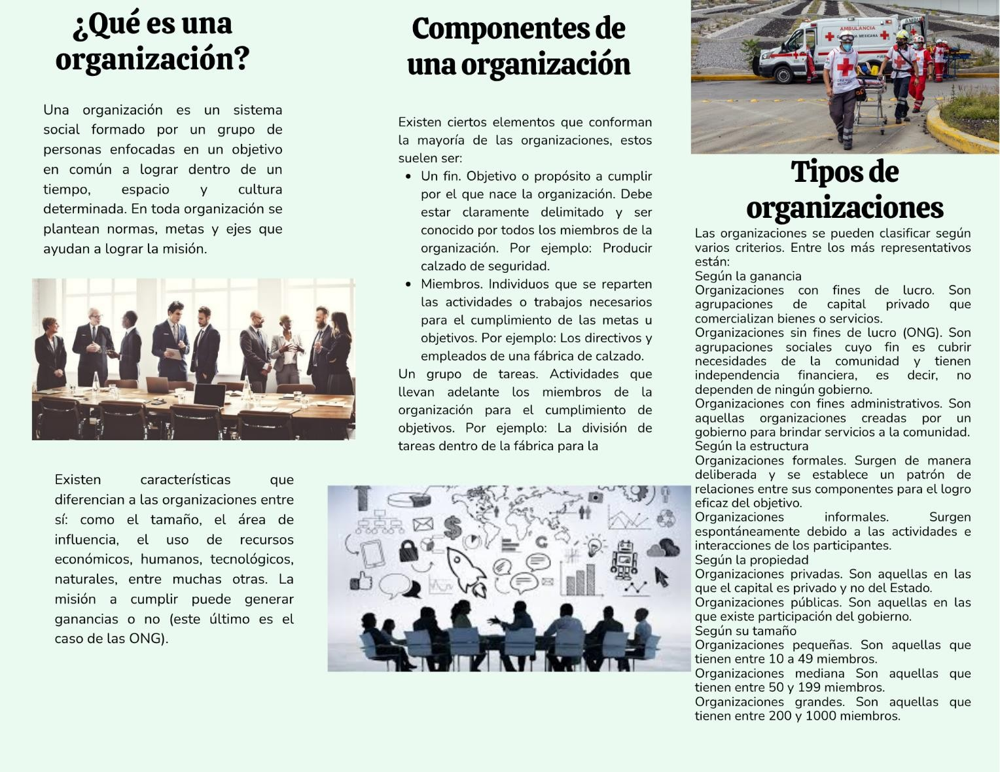 ¿Qué es una
organización?
Una organización es un sistema
social formado por un grupo de
personas enfocadas en un objetivo
en común a lograr dentro de un
tiempo, espacio y cultura
determinada. En toda organización se
plantean normas, metas y ejes que
ayudan a lograr la misión.
Existen características que
diferencian a las organizaciones entre
sí: como el tamaño, el área de
influencia, el uso de recursos
económicos, humanos, tecnológicos,
naturales, entre muchas otras. La
misión a cumplir puede generar
ganancias o no (este último es el
caso de las ONG).
Componentes de
una organización
Existen ciertos elementos que conforman
la mayoría de las organizaciones, estos
suelen ser:
• Un fin. Objetivo o propósito a cumplir
por el que nace la organización. Debe
estar claramente delimitado y ser
conocido por todos los miembros de la
organización. Por ejemplo: Producir
calzado de seguridad.
• Miembros. Individuos que se reparten
las actividades o trabajos necesarios
para el cumplimiento de las metas u
objetivos. Por ejemplo: Los directivos y
empleados de una fábrica de calzado.
Un grupo de tareas. Actividades que
llevan adelante los miembros de la
organización para el cumplimiento de
objetivos. Por ejemplo: La división de
tareas dentro de la fábrica para la
AMBULANCIA
MEXICANA
Tipos de
organizaciones
Las organizaciones se pueden clasificar según
varios criterios. Entre los más representativos
están:
Según la ganancia
Organizaciones con fines de lucro. Son
agrupaciones de capital privado que
comercializan bienes o servicios.
Organizaciones sin fines de lucro (ONG). Son
agrupaciones sociales cuyo fin es cubrir
necesidades de la comunidad y tienen
independencia financiera, es decir, no
dependen de ningún gobierno.
Organizaciones con fines administrativos. Son
aquellas organizaciones creadas por un
gobierno para brindar servicios a la comunidad.
Según la estructura
Organizaciones formales. Surgen de manera
deliberada y se establece un patrón de
relaciones entre sus componentes para el logro
eficaz del objetivo.
Organizaciones informales. Surgen
espontáneamente debido a las actividades e
interacciones de los participantes.
Según la propiedad
Organizaciones privadas. Son aquellas en las
que el capital es privado y no del Estado.
Organizaciones públicas. Son aquellas en las
que existe participación del gobierno.
Según su tamaño
Organizaciones pequeñas. Son aquellas que
tienen entre 10 a 49 miembros.
Organizaciones mediana Son aquellas que
tienen entre 50 y 199 miembros.
Organizaciones grandes. Son aquellas que
tienen entre 200 y 1000 miembros.